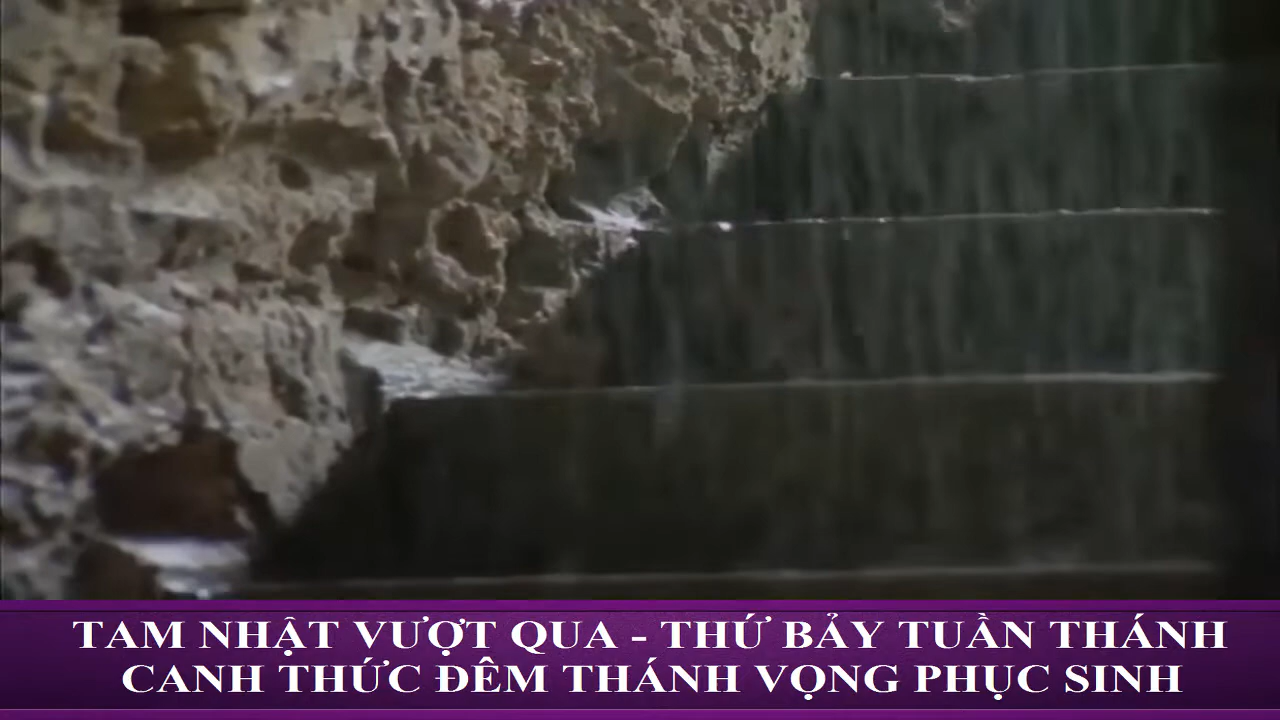 TAM NHẬT VƯỢT QUA - THỨ BẢY TUẦN THÁNH
CANH THỨC ĐÊM THÁNH VỌNG PHỤC SINH